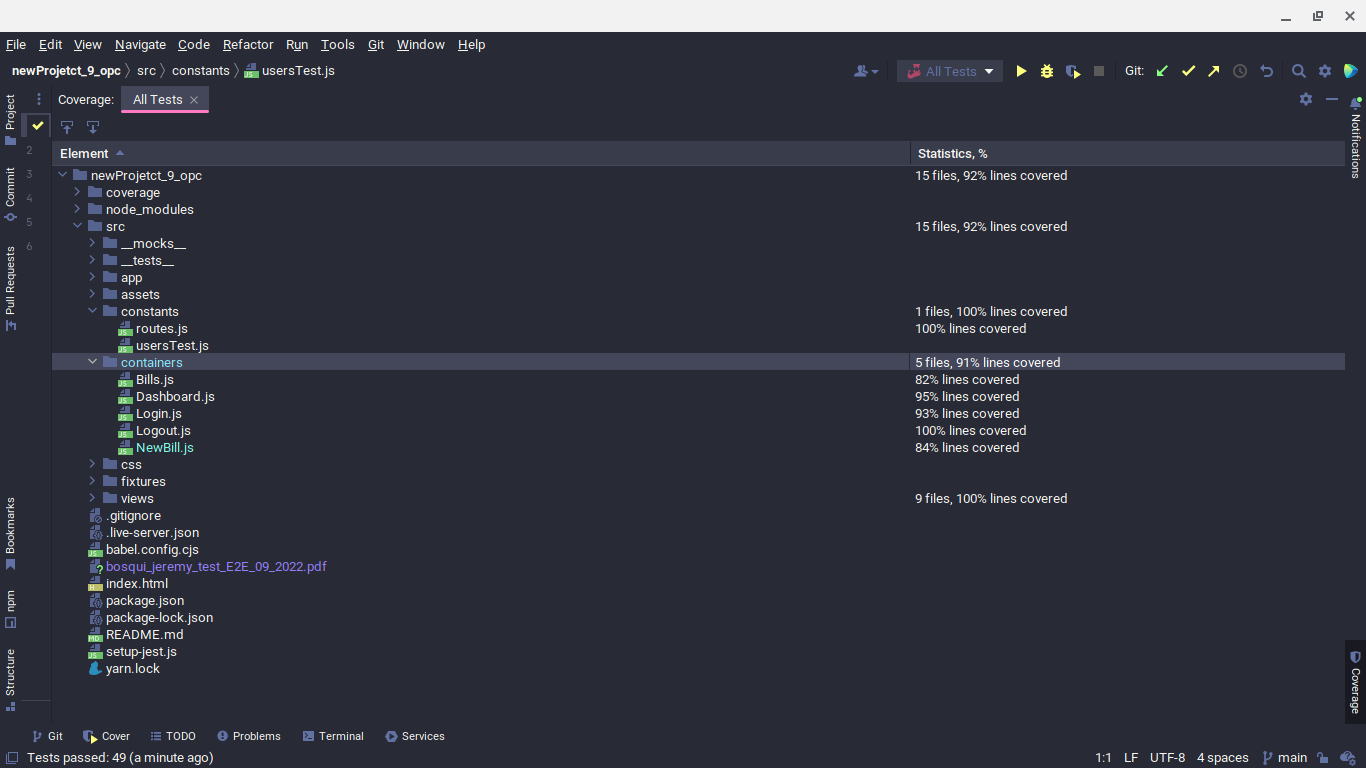 File Edit View Navigate Code Refactor Run Tools Git Window Help
newProjetct_9_opc src constants usersTest.js All Tests Git:
Project
Commit
Pull Requests
Bookmarks
npm
Structure
Coverage: All Tests
2
3
4
5
6
Element Statistics, %
newProjetct_9_opc 15 files, 92% lines covered
coverage
node_modules
src 15 files, 92% lines covered
__mocks__
__tests__
app
assets
constants 1 files, 100% lines covered
routes.js 100% lines covered
usersTest.js
containers 5 files, 91% lines covered
Bills.js 82% lines covered
Dashboard.js 95% lines covered
Login.js 93% lines covered
Logout.js 100% lines covered
NewBill.js 84% lines covered
css
fixtures
views 9 files, 100% lines covered
.gitignore
.live-server.json
babel.config.cjs
bosqui_jeremy_test_E2E_09_2022.pdf
index.html
package.json
package-lock.json
README.md
setup-jest.js
yarn.lock
Notifications
Coverage
Git Cover TODO Problems Terminal Services
Tests passed: 49 (a minute ago) 1:1 LF UTF-8 4 spaces main